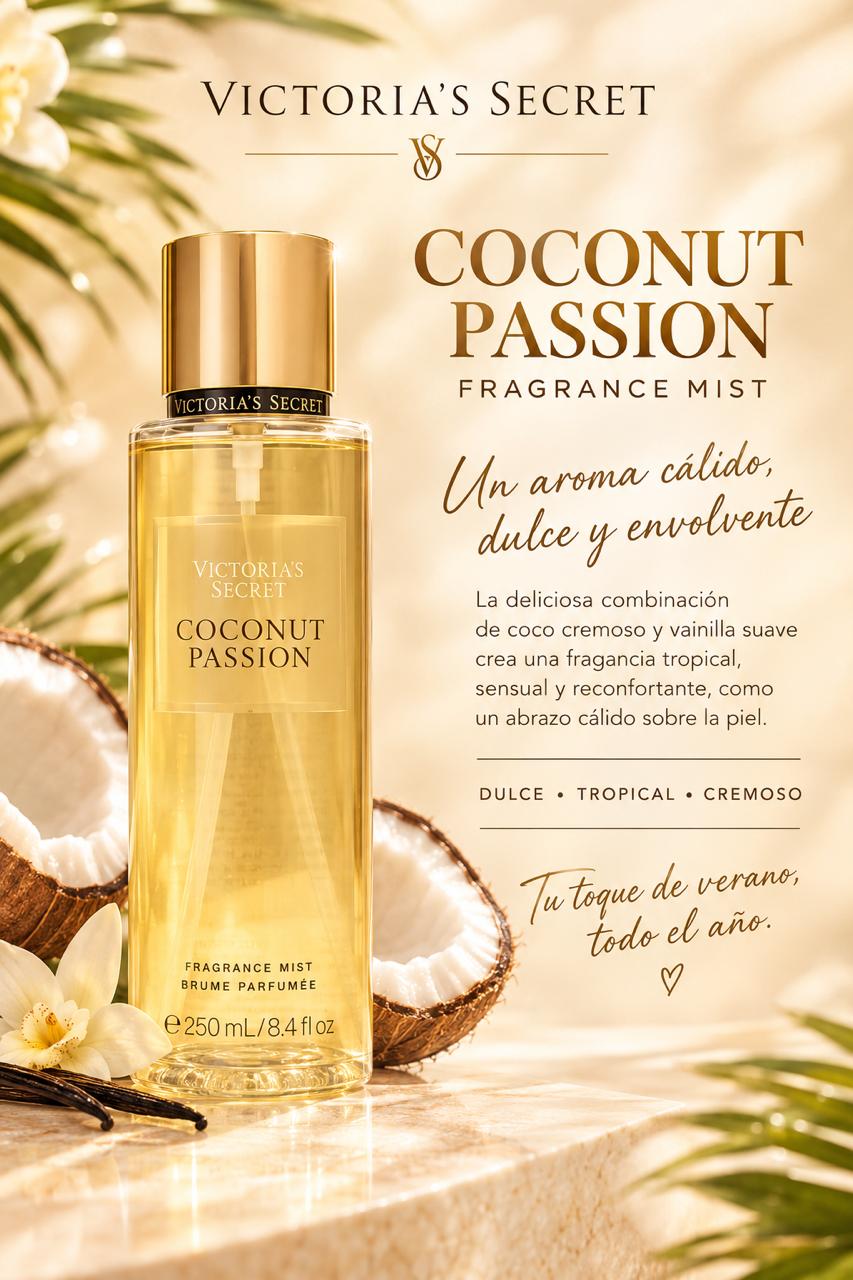 VICTORIA'S SECRET
VS
COCONUT
PASSION
FRAGRANCE MIST
Un aroma cálido,
dulce y envolvente
La deliciosa combinación
de coco cremoso y vainilla suave
crea una fragancia tropical,
sensual y reconfortante, como
un abrazo cálido sobre la piel.
DULCE • TROPICAL • CREMOSO
Tu toque de verano,
todo el año.
VICTORIA'S SECRET
VICTORIA'S
SECRET
COCONUT
PASSION
FRAGRANCE MIST
BRUME PARFUMÉE
℮ 250 mL/8.4 fl oz